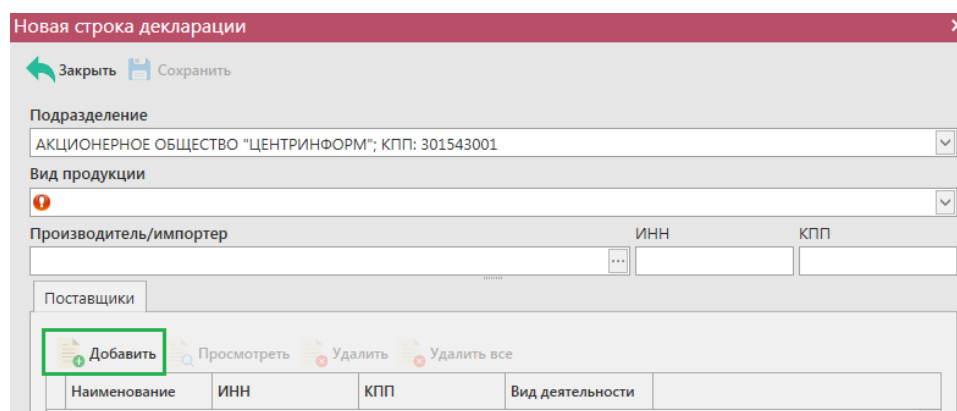 Новая строка декларации
Закрыть Сохранить
Подразделение
АКЦИОНЕРНОЕ ОБЩЕСТВО "ЦЕНТРИНФОРМ"; КПП: 301543001
Вид продукции
Производитель/импортер ИНН КПП
Поставщики
Добавить Просмотреть Удалить Удалить все
Наименование ИНН КПП Вид деятельности